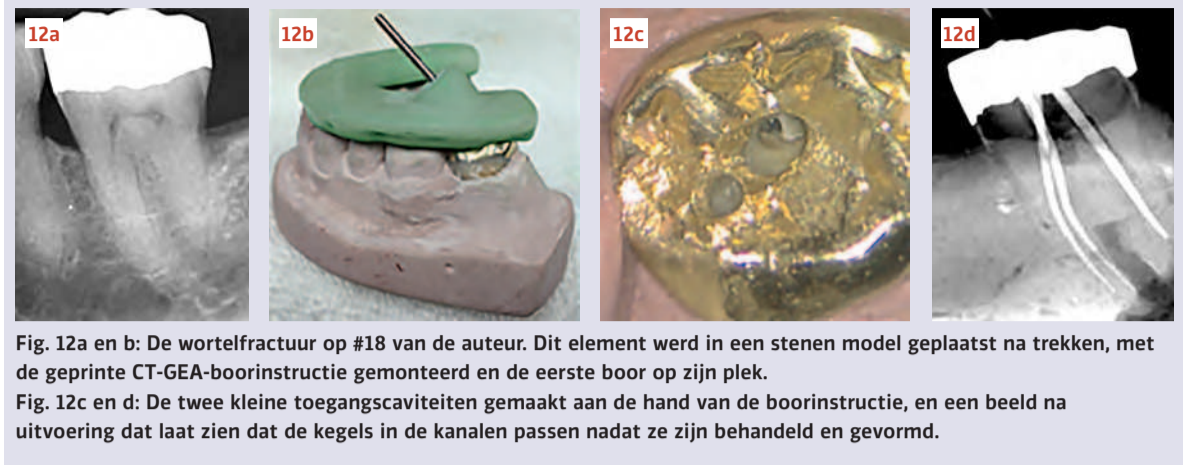 12a
12b
12c
12d
Fig. 12a en b: De wortelfractuur op #18 van de auteur. Dit element werd in een stenen model geplaatst na trekken, met
de geprinte CT-GEA-boorinstructie gemonteerd en de eerste boor op zijn plek.
Fig. 12c en d: De twee kleine toegangscaviteiten gemaakt aan de hand van de boorinstructie, en een beeld na
uitvoering dat laat zien dat de kegels in de kanalen passen nadat ze zijn behandeld en gevormd.